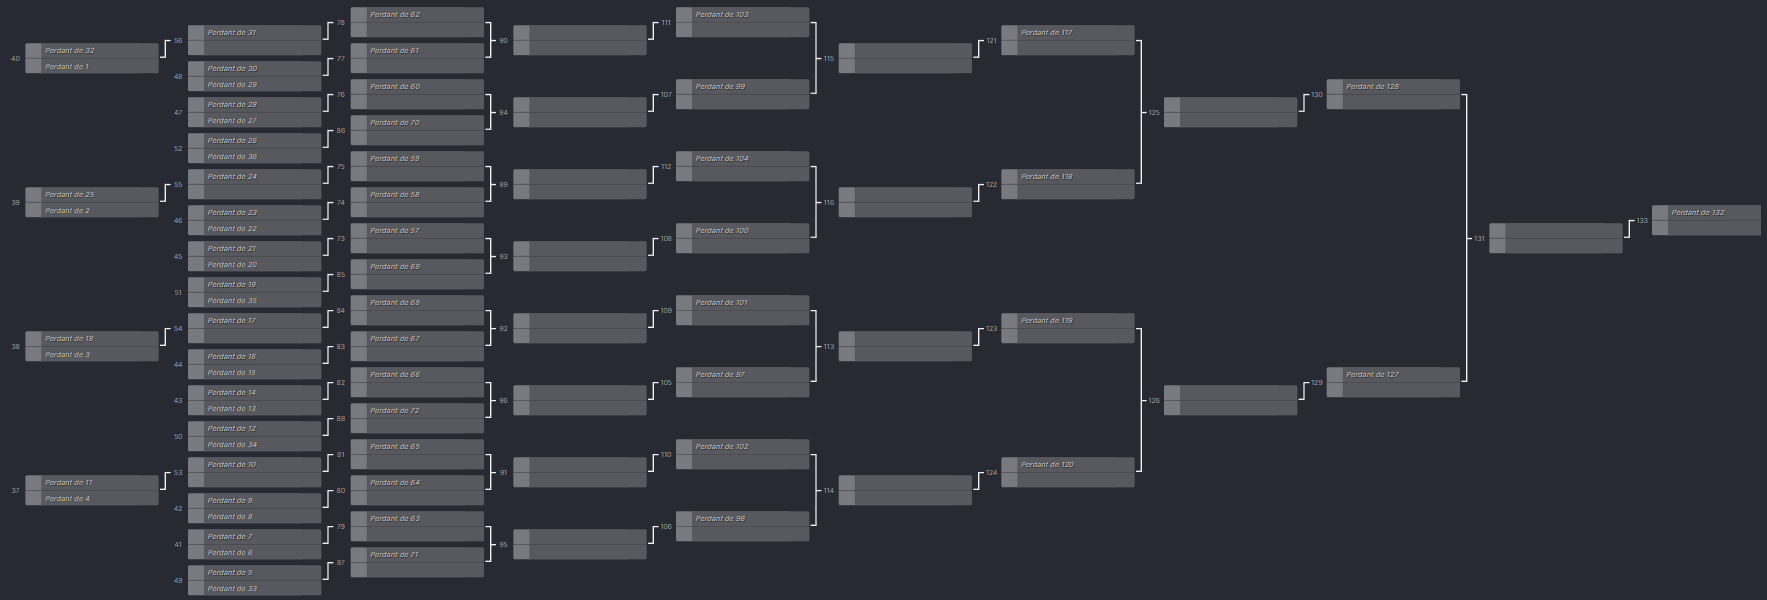 40
Perdant de 32
Perdant de 1
39
Perdant de 25
Perdant de 2
38
Perdant de 18
Perdant de 3
37
Perdant de 11
Perdant de 4
56
Perdant de 31
48
Perdant de 30
Perdant de 29
47
Perdant de 28
Perdant de 27
52
Perdant de 26
Perdant de 36
55
Perdant de 24
46
Perdant de 23
Perdant de 22
45
Perdant de 21
Perdant de 20
51
Perdant de 19
Perdant de 35
54
Perdant de 17
44
Perdant de 16
Perdant de 15
43
Perdant de 14
Perdant de 13
50
Perdant de 12
Perdant de 34
53
Perdant de 10
42
Perdant de 9
Perdant de 8
41
Perdant de 7
Perdant de 6
49
Perdant de 5
Perdant de 33
78
Perdant de 62
77
Perdant de 61
76
Perdant de 60
86
Perdant de 70
75
Perdant de 59
74
Perdant de 58
73
Perdant de 57
85
Perdant de 69
84
Perdant de 68
83
Perdant de 67
82
Perdant de 66
88
Perdant de 72
81
Perdant de 65
80
Perdant de 64
79
Perdant de 63
87
Perdant de 71
90
94
89
93
92
96
91
95
111
Perdant de 103
107
Perdant de 99
112
Perdant de 104
108
Perdant de 100
109
Perdant de 101
105
Perdant de 97
110
Perdant de 102
106
Perdant de 98
115
116
113
114
121
Perdant de 117
122
Perdant de 118
123
Perdant de 119
124
Perdant de 120
125
126
130
Perdant de 128
129
Perdant de 127
131
133
Perdant de 132